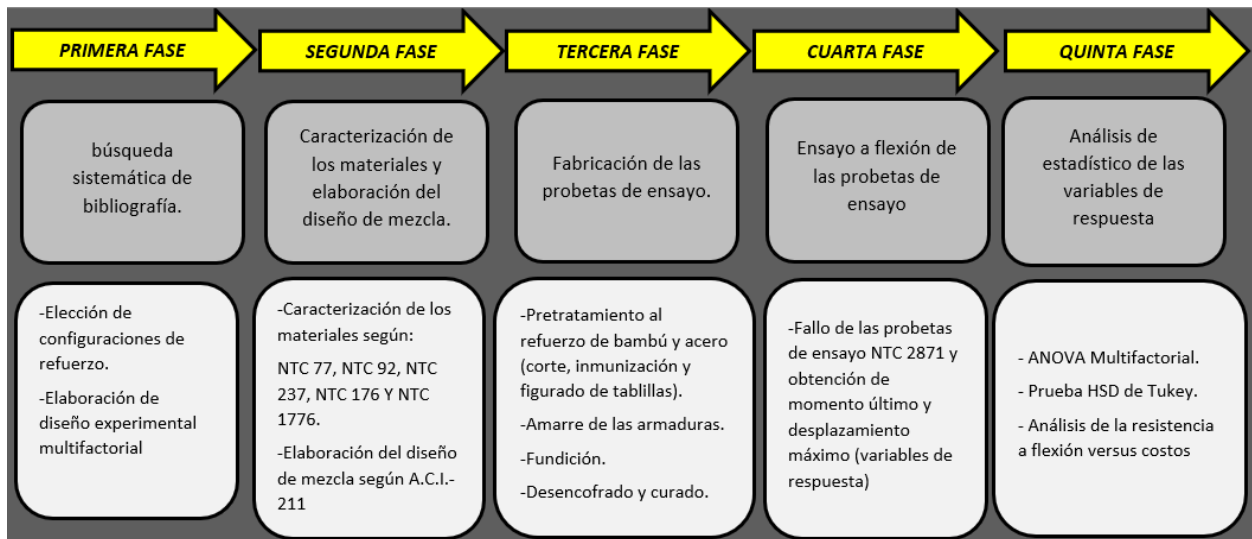 PRIMERA FASE
SEGUNDA FASE
TERCERA FASE
CUARTA FASE
QUINTA FASE
búsqueda
sistemática de
bibliografía.
Caracterización de
los materiales y
elaboración del
diseño de mezcla.
Fabricación de las
probetas de ensayo.
Ensayo a flexión de
las probetas de
ensayo
Análisis de
estadístico de las
variables de
respuesta
-Elección de
configuraciones de
refuerzo.
-Elaboración de
diseño experimental
multifactorial
-Caracterización de los
materiales según:
NTC 77, NTC 92, NTC
237, NTC 176 Y NTC
1776.
-Elaboración del diseño
de mezcla según A.C.I.-
211
-Pretratamiento al
refuerzo de bambú y acero
(corte, inmunización y
figurado de tablillas).
-Amarre de las armaduras.
-Fundición.
-Desencofrado y curado.
-Fallo de las probetas
de ensayo NTC 2871 y
obtención de
momento último y
desplazamiento
máximo (variables de
respuesta)
- ANOVA Multifactorial.
- Prueba HSD de Tukey.
- Análisis de la resistencia
a flexión versus costos